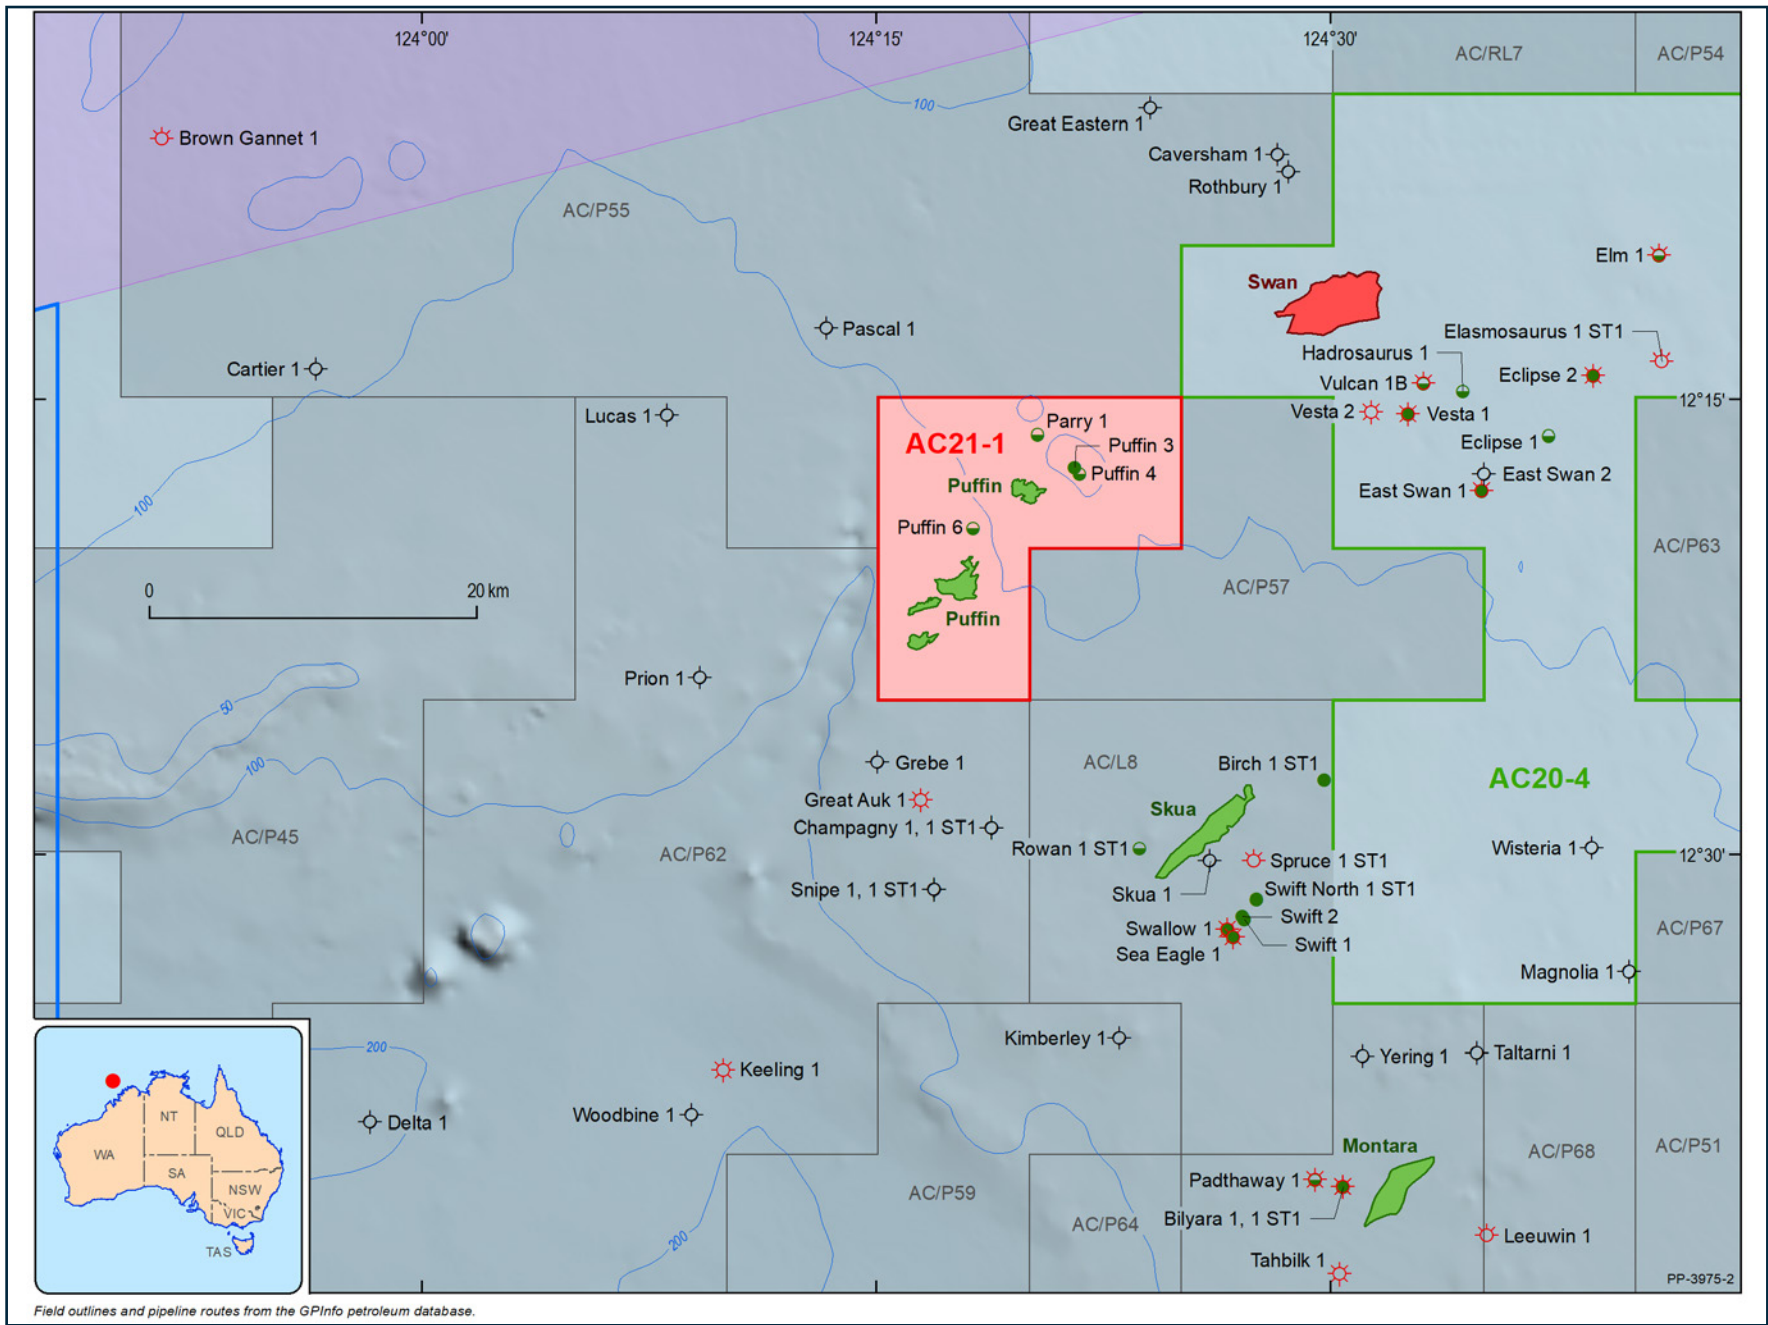 124°00'
124°15'
124°30'
AC/RL7
AC/P54
100
Great Eastern 1
Brown Gannet 1
Caversham 1
Rothbury 1
AC/P55
Elm 1
Swan
Pascal 1
Elasmosaurus 1 ST1
Hadrosaurus 1
Cartier 1
Vulcan 1B
Eclipse 2
12°15'
Lucas 1
Vesta 2
Vesta 1
Parry 1
AC21-1
Puffin 3
Eclipse 1
Puffin 4
East Swan 2
Puffin
East Swan 1
100
Puffin 6
AC/P63
0
20 km
AC/P57
Puffin
Prion 1
50
Grebe 1
AC/L8
Birch 1 ST1
100
AC20-4
Great Auk 1
Skua
Champagny 1, 1 ST1
AC/P45
AC/P62
Rowan 1 ST1
Wisteria 1
12°30'
Spruce 1 ST1
Snipe 1, 1 ST1
Skua 1
Swift North 1 ST1
Swift 2
Swallow 1
AC/P67
Sea Eagle 1
Swift 1
Magnolia 1
Kimberley 1
200
Yering 1
Taltarni 1
Keeling 1
Woodbine 1
Delta 1
NT
QLD
WA
SA
NSW
VIC
TAS
Montara
AC/P68
AC/P51
Padthaway 1
AC/P59
Bilyara 1, 1 ST1
AC/P64
200
Leeuwin 1
Tahbilk 1
PP-3975-2
Field outlines and pipeline routes from the GPInfo petroleum database.